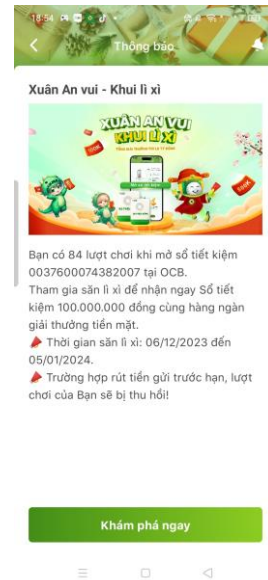 18:54
Thông báo
Xuân An vui - Khui lì xì
XUÂN AN VUI
KHUI LÌ XÌ
Bạn có 84 lượt chơi khi mở sổ tiết kiệm
0037600074382007 tại OCB.
Tham gia săn lì xì để nhận ngay Sổ tiết
kiệm 100.000.000 đồng cùng hàng ngàn
giải thưởng tiền mặt.
Thời gian săn lì xì: 06/12/2023 đến
05/01/2024.
Trường hợp rút tiền gửi trước hạn, lượt
chơi của Bạn sẽ bị thu hồi!
Khám phá ngay